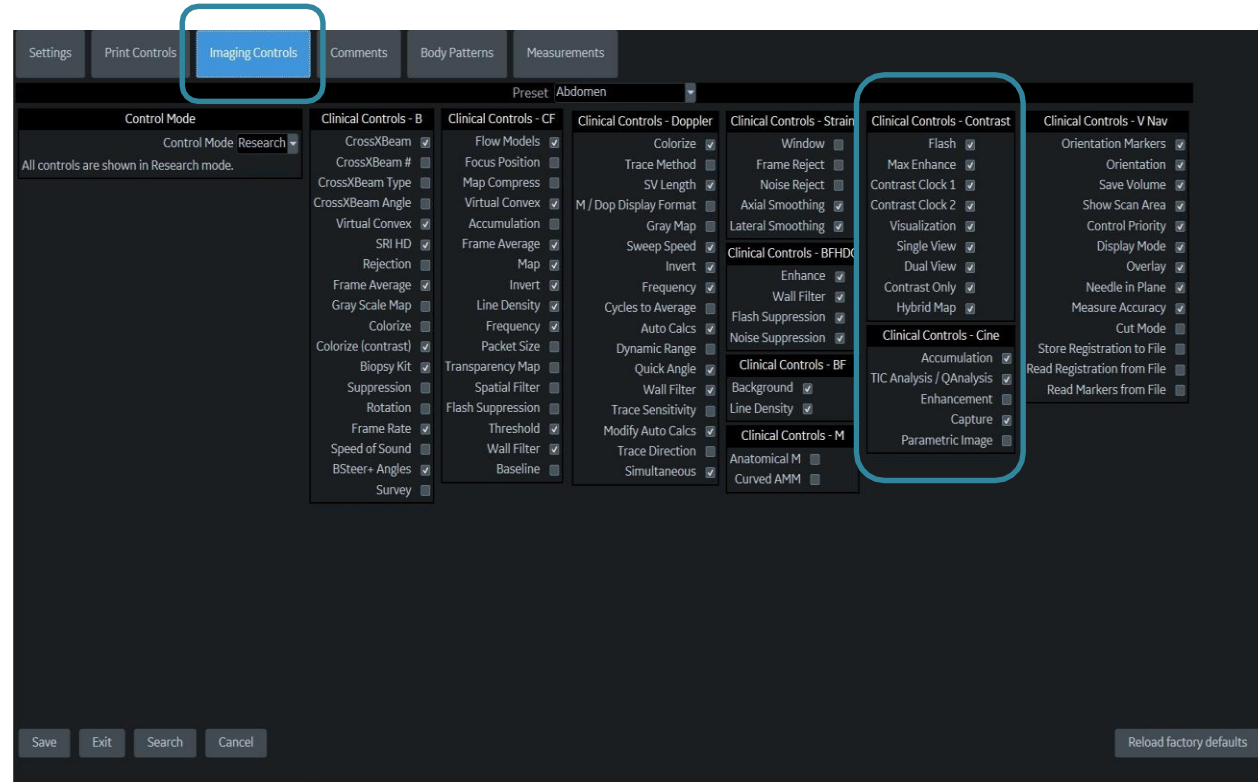 Settings
Print Controls
Imaging Controls
Comments
Body Patterns
Measurements
Preset Abdomen
Control Mode
Control Mode Research
All controls are shown in Research mode.
Clinical Controls - B
CrossXBeam
CrossXBeam #
CrossXBeam Type
CrossXBeam Angle
Virtual Convex
SRI HD
Rejection
Frame Average
Gray Scale Map
Colorize
Colorize (contrast)
Biopsy Kit
Suppression
Rotation
Frame Rate
Speed of Sound
BSteer+ Angles
Survey
Clinical Controls - CF
Flow Models
Focus Position
Map Compress
Virtual Convex
Accumulation
Frame Average
Map
Invert
Line Density
Frequency
Packet Size
Transparency Map
Spatial Filter
Flash Suppression
Threshold
Wall Filter
Baseline
Clinical Controls - Doppler
Colorize
Trace Method
SV Length
M / Dop Display Format
Gray Map
Sweep Speed
Invert
Frequency
Cycles to Average
Auto Calcs
Dynamic Range
Quick Angle
Wall Filter
Trace Sensitivity
Modify Auto Calcs
Trace Direction
Simultaneous
Clinical Controls - Strain
Window
Frame Reject
Noise Reject
Axial Smoothing
Lateral Smoothing
Clinical Controls - BFHD
Enhance
Wall Filter
Flash Suppression
Noise Suppression
Clinical Controls - BF
Background
Line Density
Clinical Controls - M
Anatomical M
Curved AMM
Clinical Controls - Contrast
Flash
Max Enhance
Contrast Clock 1
Contrast Clock 2
Visualization
Single View
Dual View
Contrast Only
Hybrid Map
Clinical Controls - Cine
Accumulation
TIC Analysis / QAnalysis
Enhancement
Capture
Parametric Image
Clinical Controls - V Nav
Orientation Markers
Orientation
Save Volume
Show Scan Area
Control Priority
Display Mode
Overlay
Needle in Plane
Measure Accuracy
Cut Mode
Store Registration to File
Read Registration from File
Read Markers from File
Save
Exit
Search
Cancel
Reload factory defaults